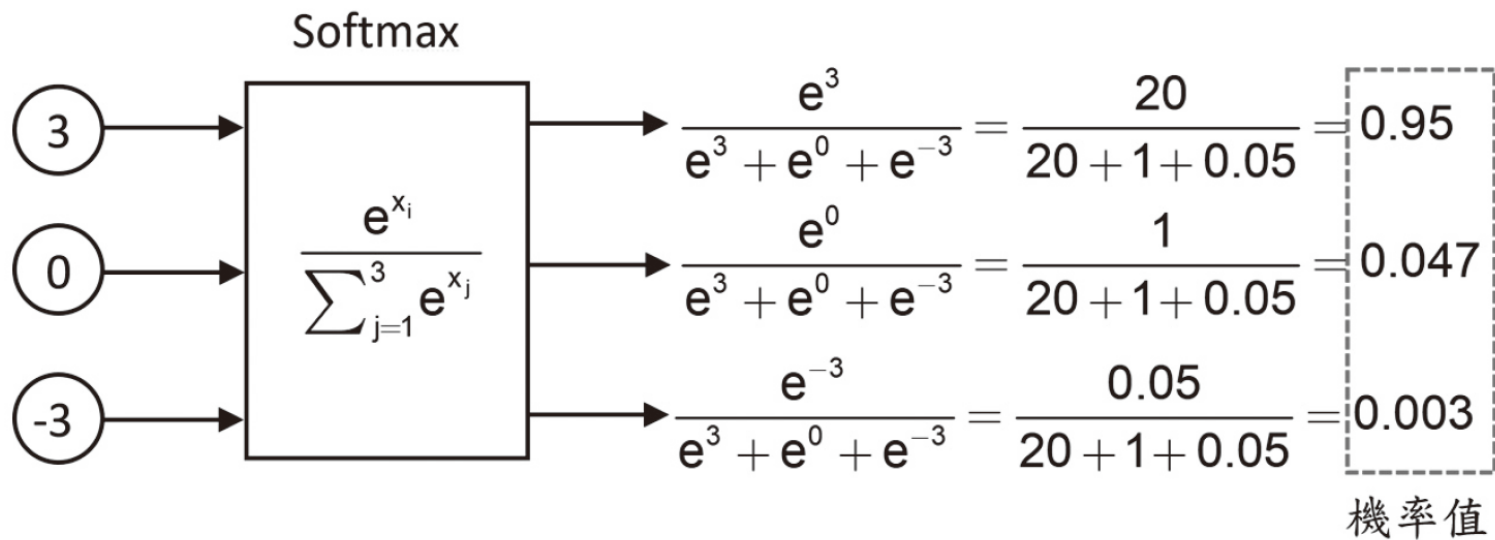 Softmax
3
e^3 / (e^3 + e^0 + e^−3) = 20 / (20 + 1 + 0.05) = 0.95
0
e^{x_i} / ∑_{j=1}^{3} e^{x_j}
e^0 / (e^3 + e^0 + e^−3) = 1 / (20 + 1 + 0.05) = 0.047
-3
e^−3 / (e^3 + e^0 + e^−3) = 0.05 / (20 + 1 + 0.05) = 0.003
機率值